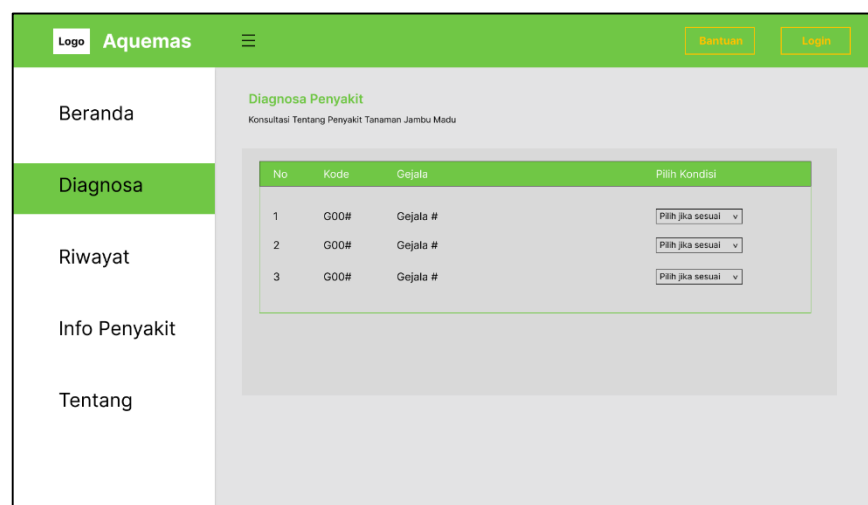 Logo Aquemas ☰ Bantuan Login
Beranda
Diagnosa
Riwayat
Info Penyakit
Tentang
Diagnosa Penyakit
Konsultasi Tentang Penyakit Tanaman Jambu Madu
No Kode Gejala Pilih Kondisi
1 G00# Gejala # Pilih jika sesuai v
2 G00# Gejala # Pilih jika sesuai v
3 G00# Gejala # Pilih jika sesuai v